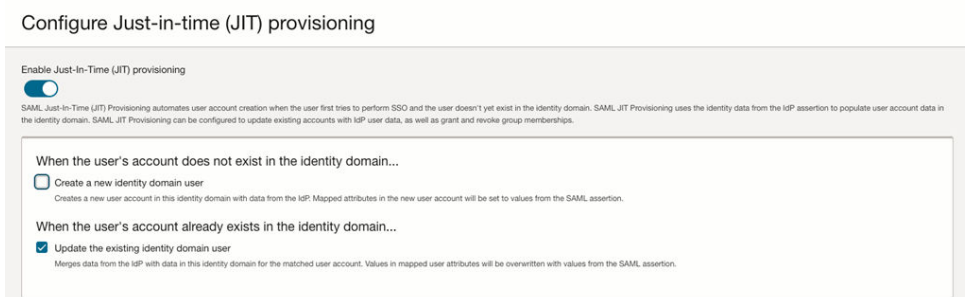 Configure Just-in-time (JIT) provisioning
Enable Just-In-Time (JIT) provisioning
SAML Just-In-Time (JIT) Provisioning automates user account creation when the user first tries to perform SSO and the user doesn't yet exist in the identity domain. SAML JIT Provisioning uses the identity data from the IdP assertion to populate user account data in
the identity domain. SAML JIT Provisioning can be configured to update existing accounts with IdP user data, as well as grant and revoke group memberships.
When the user's account does not exist in the identity domain...
Create a new identity domain user
Creates a new user account in this identity domain with data from the IdP. Mapped attributes in the new user account will be set to values from the SAML assertion.
When the user's account already exists in the identity domain...
Update the existing identity domain user
Merges data from the IdP with data in this identity domain for the matched user account. Values in mapped user attributes will be overwritten with values from the SAML assertion.